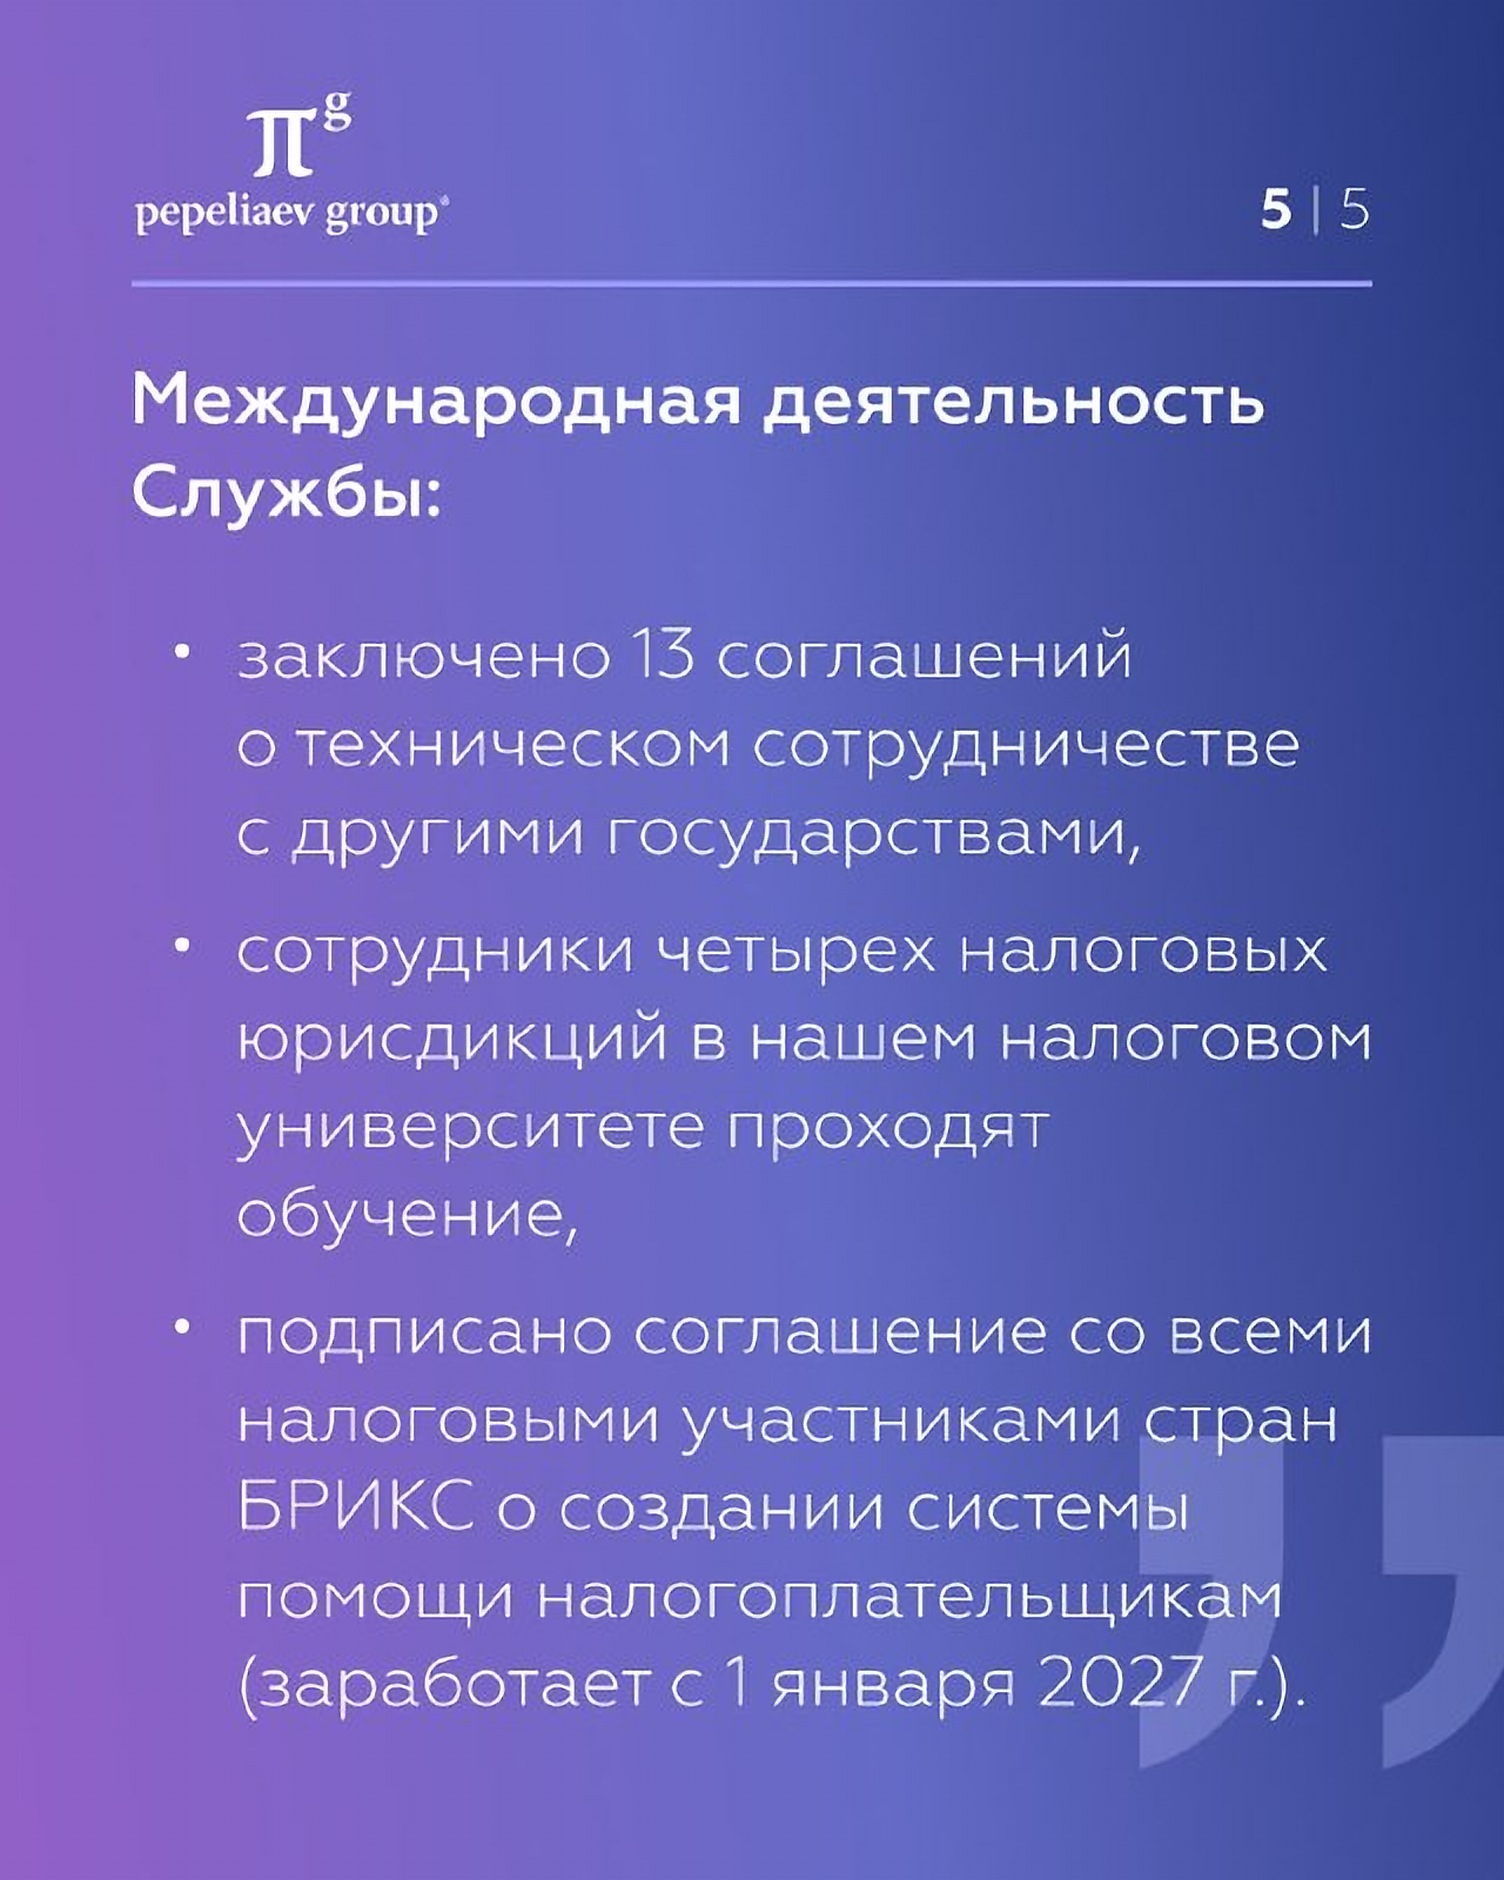 πg
pepeliaev group®
5 | 5
Международная деятельность
Службы:
• заключено 13 соглашений
о техническом сотрудничестве
с другими государствами,
• сотрудники четырех налоговых
юрисдикций в нашем налоговом
университете проходят
обучение,
• подписано соглашение со всеми
налоговыми участниками стран
БРИКС о создании системы
помощи налогоплательщикам
(заработает с 1 января 2027 г.).